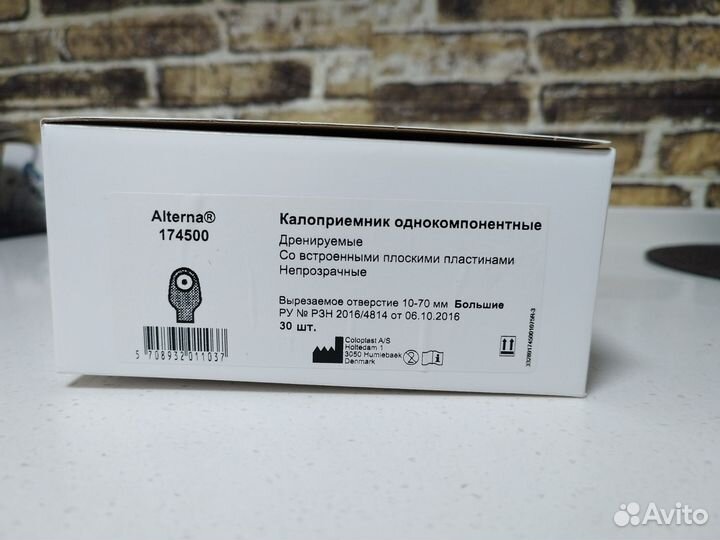 Alterna®
174500
5 708932 011037
Калоприемник однокомпонентные
Дренируемые
Со встроенными плоскими пластинами
Непрозрачные
Вырезаемое отверстие 10-70 мм Большие
РУ № РЗН 2016/4814 от 06.10.2016
30 шт.
Coloplast A/S
Holtedam 1
3050 Humlebaek
Denmark
Avito